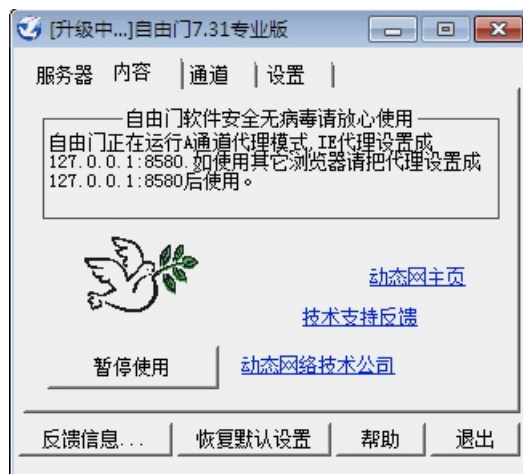 [升级中...]自由门7.31专业版
服务器 内容 通道 设置
自由门软件安全无病毒请放心使用
自由门正在运行A通道代理模式,IE代理设置成
127.0.0.1:8580.如使用其它浏览器请把代理设置成
127.0.0.1:8580后使用。
动态网主页
技术支持反馈
暂停使用 动态网络技术公司
反馈信息... 恢复默认设置 帮助 退出